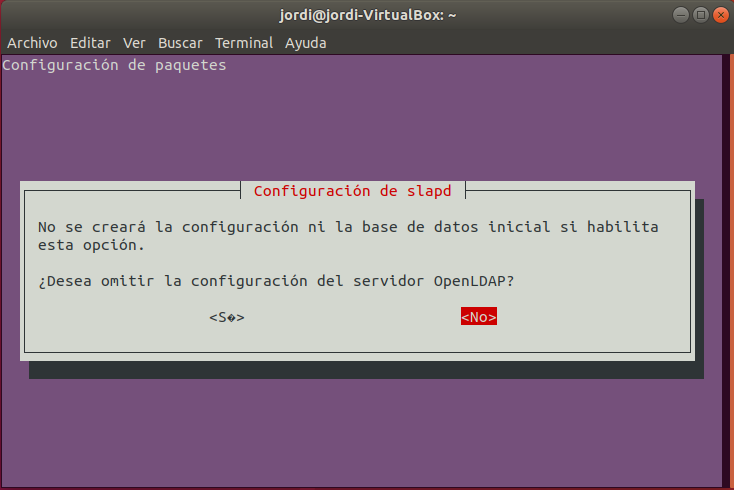 jordi@jordi-VirtualBox: ~
Archivo Editar Ver Buscar Terminal Ayuda
Configuración de paquetes
Configuración de slapd
No se creará la configuración ni la base de datos inicial si habilita
esta opción.
¿Desea omitir la configuración del servidor OpenLDAP?
<S�> <No>